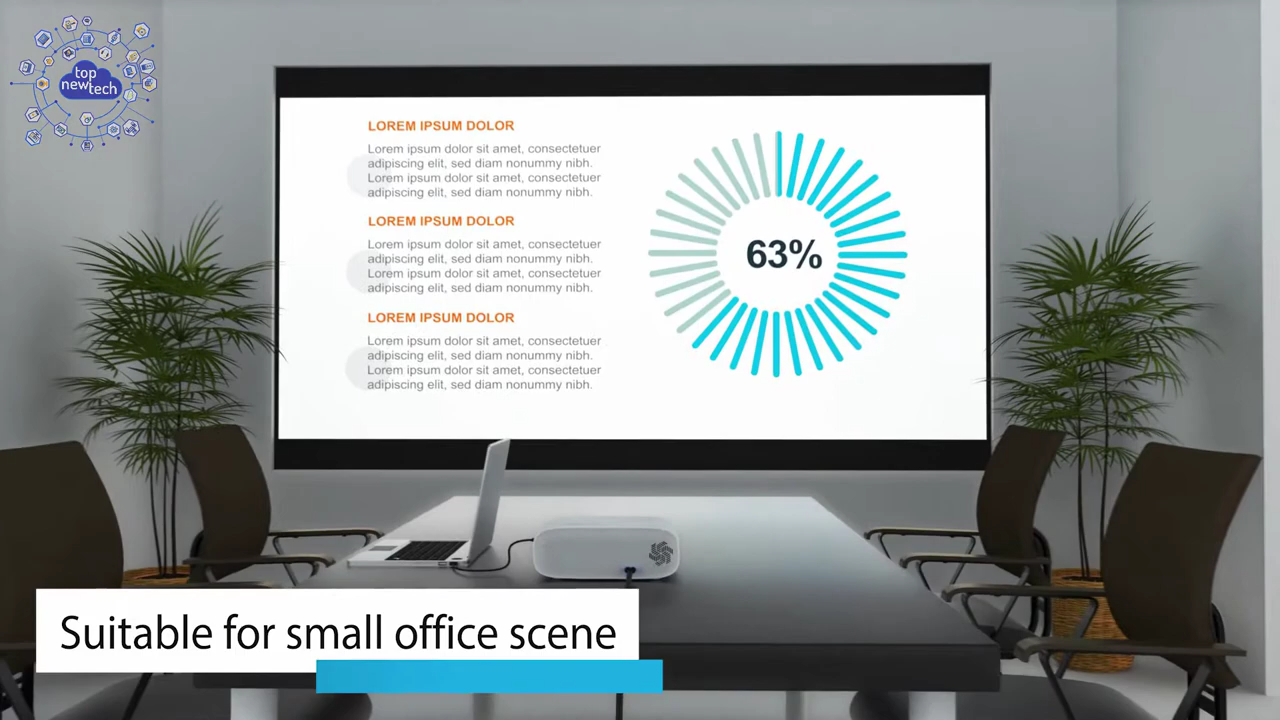 top
newtech
LOREM IPSUM DOLOR
Lorem ipsum dolor sit amet, consectetuer
adipiscing elit, sed diam nonummy nibh.
Lorem ipsum dolor sit amet, consectetuer
adipiscing elit, sed diam nonummy nibh.
LOREM IPSUM DOLOR
Lorem ipsum dolor sit amet, consectetuer
adipiscing elit, sed diam nonummy nibh.
Lorem ipsum dolor sit amet, consectetuer
adipiscing elit, sed diam nonummy nibh.
LOREM IPSUM DOLOR
Lorem ipsum dolor sit amet, consectetuer
adipiscing elit, sed diam nonummy nibh.
Lorem ipsum dolor sit amet, consectetuer
adipiscing elit, sed diam nonummy nibh.
63%
Suitable for small office scene